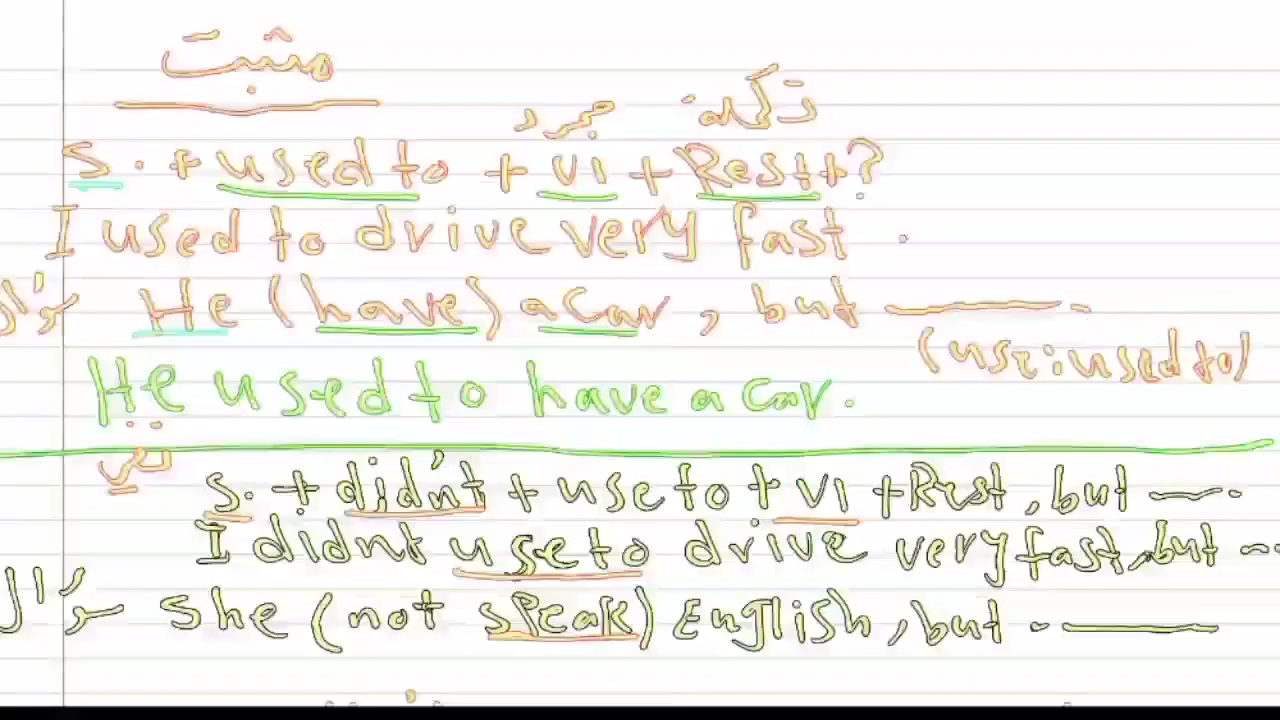 مثبت
مجرد تكملة
S. + used to + v1 + Rest + ?
I used to drive very fast .
He (have) a car , but ———.
(use: used to)
He used to have a car.
نفي
S. + didn't + use to + v1 + Rest , but —.
I didnt use to drive very fast, but —
She (not speak) English , but . ——